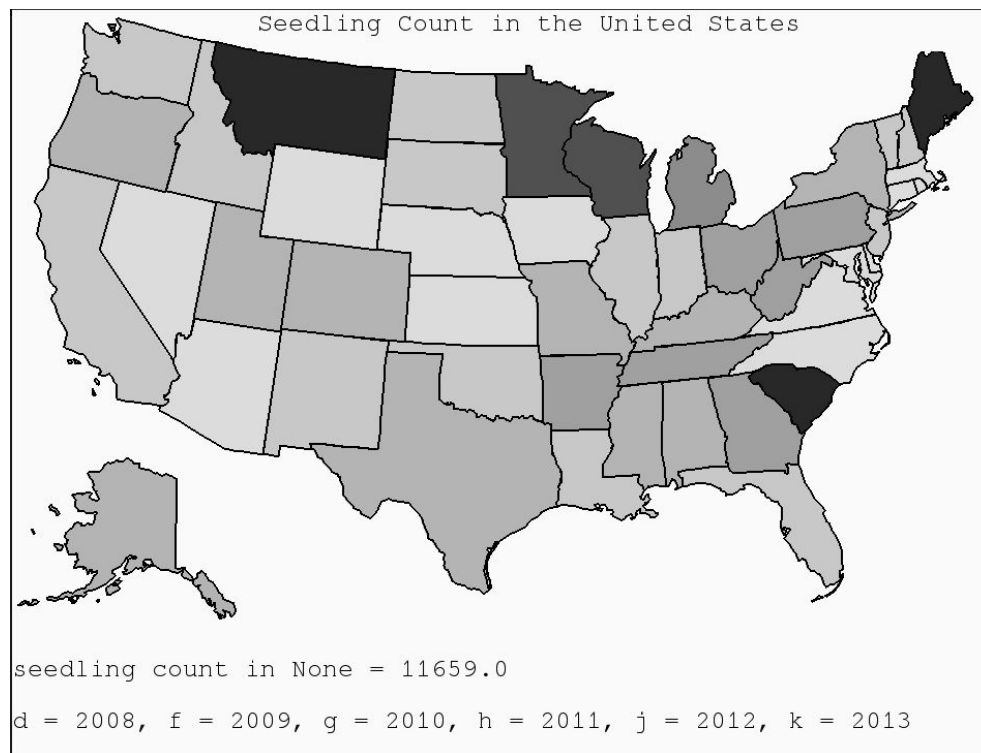 Seedling Count in the United States
seedling count in None = 11659.0
d = 2008, f = 2009, g = 2010, h = 2011, j = 2012, k = 2013